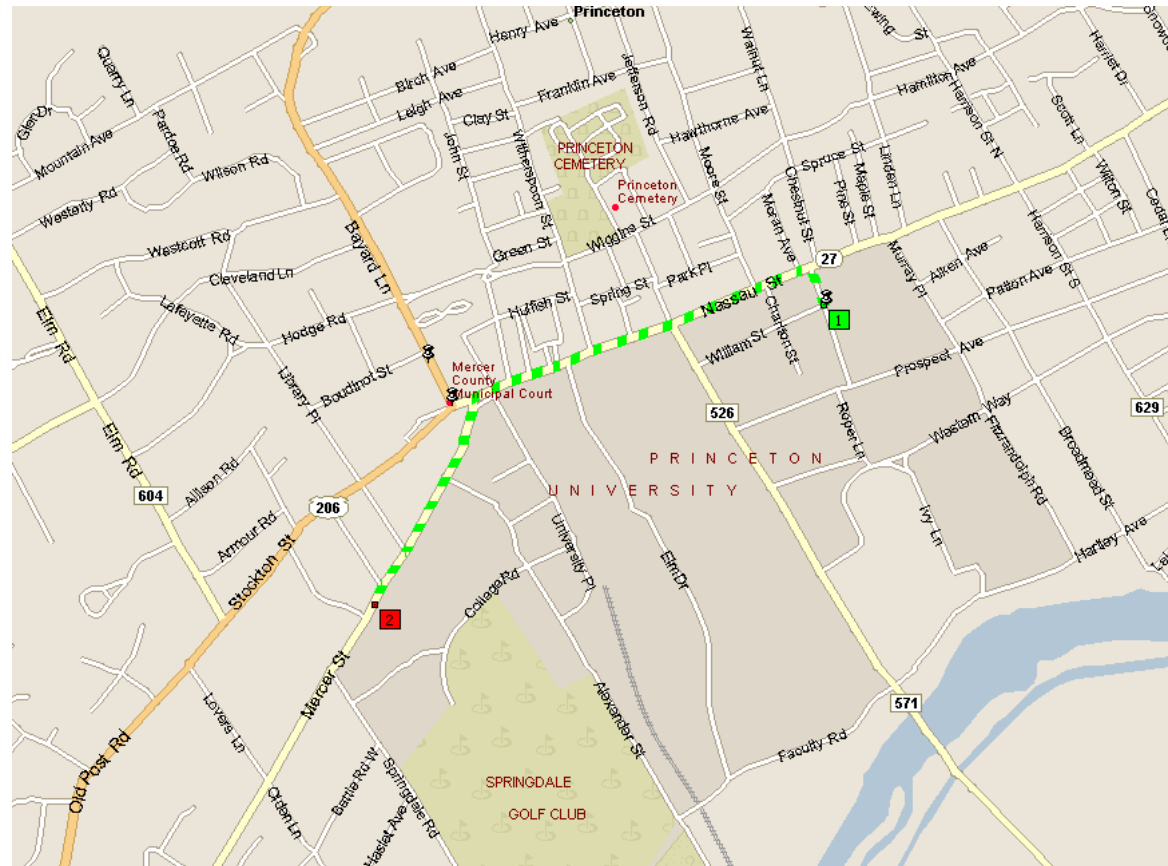 Princeton
Henry Ave
Ewing St
Harriet Dr
Quarry Ln
Birch Ave
Franklin Ave
Jefferson Rd
Walnut Ln
Hamilton Ave
Harrison St N
Glen Dr
Pardoe Rd
Leigh Ave
Clay St
Scott Ln
Mountain Ave
John St
Witherspoon St
Hawthorne Ave
PRINCETON
CEMETERY
Spruce St
Linden Ln
Wilson Rd
Moore St
Maple St
Pine St
Princeton
Cemetery
Chestnut St
Wilton St
Westerly Rd
Cedar Ln
Westcott Rd
Bayard Ln
Green St
Wiggins St
Moran Ave
27
Harrison St S
Cleveland Ln
Park Pl
Murray Pl
Aiken Ave
Patton Ave
Lafayette Rd
Hulfish St
Spring St
Nassau St
Charlton St
1
Elm Rd
Hodge Rd
William St
Prospect Ave
Library Pl
Boudinot St
Mercer
County
Municipal Court
526
Western Way
629
Elm Rd
Roper Ln
Fitzrandolph Rd
Broadmead St
PRINCETON
UNIVERSITY
Allison Rd
604
206
Armour Rd
University Pl
Ivy Ln
Hartley Ave
Stockton St
College Rd
Elm Dr
2
Mercer St
Alexander St
571
Lovers Ln
Faculty Rd
Old Post Rd
Battle Rd W
Springdale Rd
SPRINGDALE
GOLF CLUB
Olden Ln
Haslet Ave